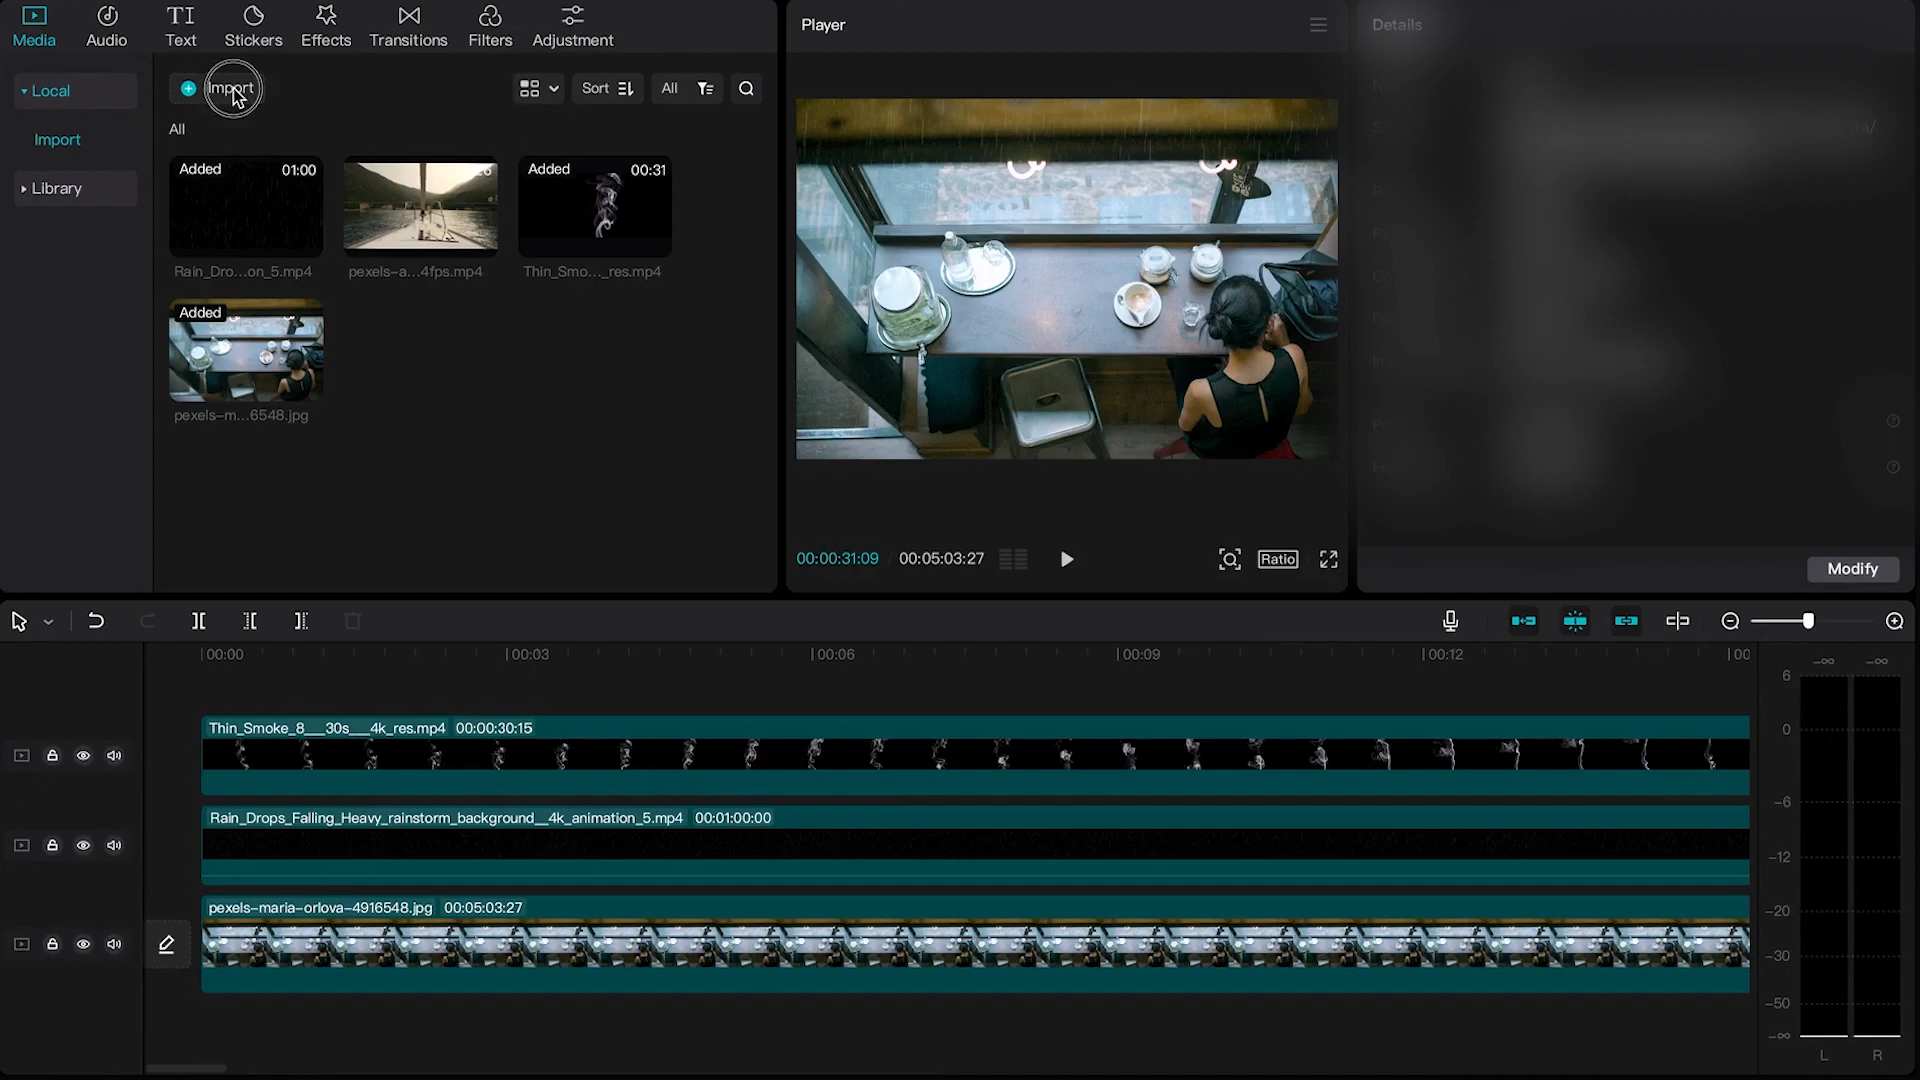 Media
Audio
Text
Stickers
Effects
Transitions
Filters
Adjustment
Player
Details
Local
Import
Library
Import
Sort
All
All
Added 01:00
Rain_Dro...on_5.mp4
pexels-a...4fps.mp4
Added 00:31
Thin_Smo..._res.mp4
Added
pexels-m...6548.jpg
00:00:31:09 / 00:05:03:27
Ratio
Modify
00:00
00:03
00:06
00:09
00:12
00
Thin_Smoke_8___30s___4k_res.mp4 00:00:30:15
Rain_Drops_Falling_Heavy_rainstorm_background__4k_animation_5.mp4 00:01:00:00
pexels-maria-orlova-4916548.jpg 00:05:03:27
-∞ -∞
6
0
-6
-12
-20
-30
-50
-∞
L R